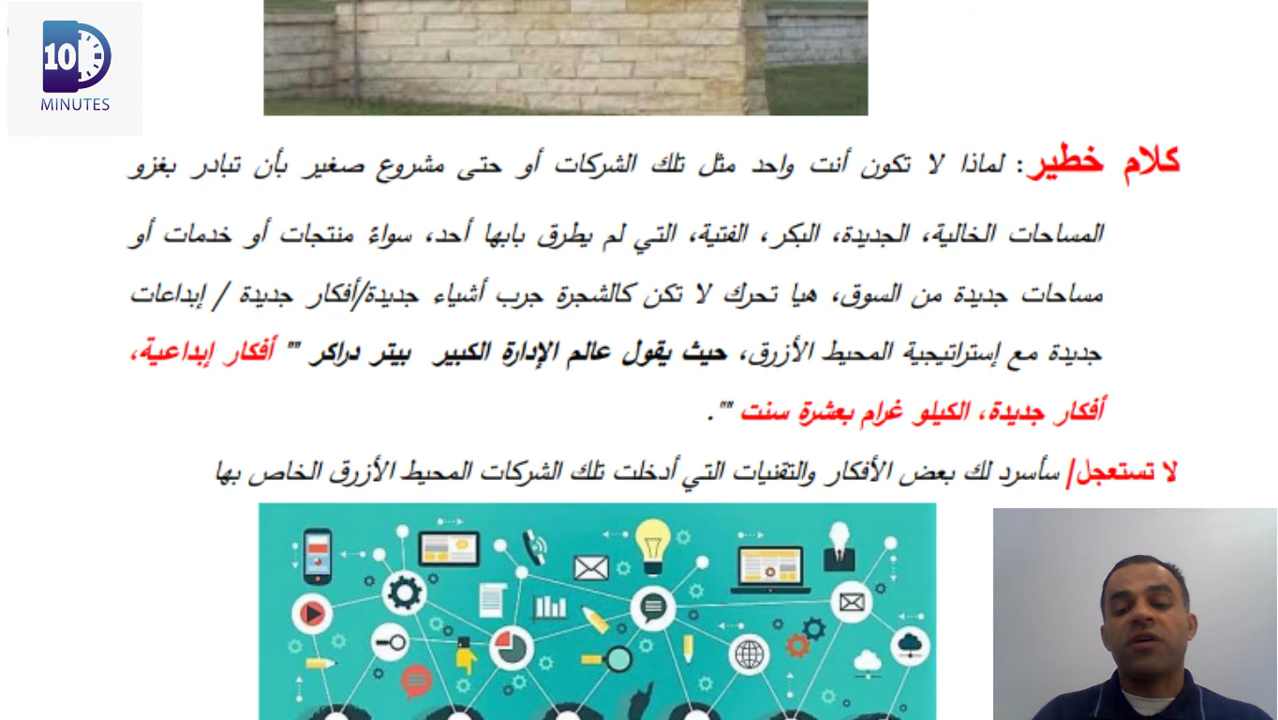 10
MINUTES
كلام خطير: لماذا لا تكون أنت واحد مثل تلك الشركات أو حتى مشروع صغير بأن تبادر بغزو
المساحات الخالية، الجديدة، البكر، الفتية، التي لم يطرق بابها أحد، سواءً منتجات أو خدمات أو
مساحات جديدة من السوق، هيا تحرك لا تكن كالشجرة جرب أشياء جديدة/أفكار جديدة / إبداعات
جديدة مع إستراتيجية المحيط الأزرق، حيث يقول عالم الإدارة الكبير بيتر دراكر "" أفكار إبداعية،
أفكار جديدة، الكيلو غرام بعشرة سنت "".
لا تستعجل/ سأسرد لك بعض الأفكار والتقنيات التي أدخلت تلك الشركات المحيط الأزرق الخاص بها